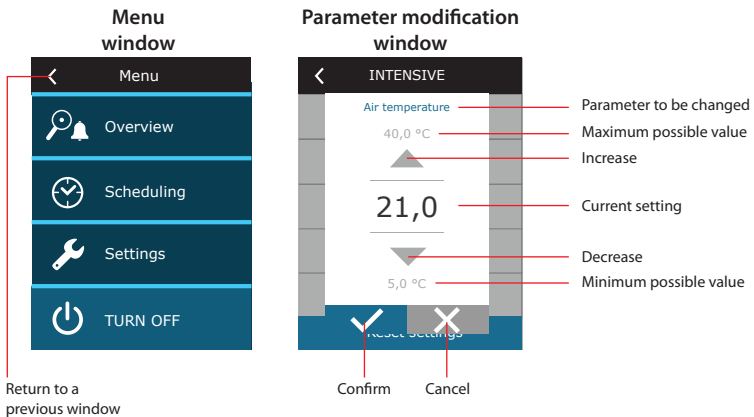 Menu
window
Parameter modification
window
Menu
INTENSIVE
Air temperature
Parameter to be changed
40,0 °C
Maximum possible value
Overview
Increase
Scheduling
21,0
Current setting
Settings
Decrease
5,0 °C
Minimum possible value
TURN OFF
Reset settings
Return to a
previous window
Confirm
Cancel